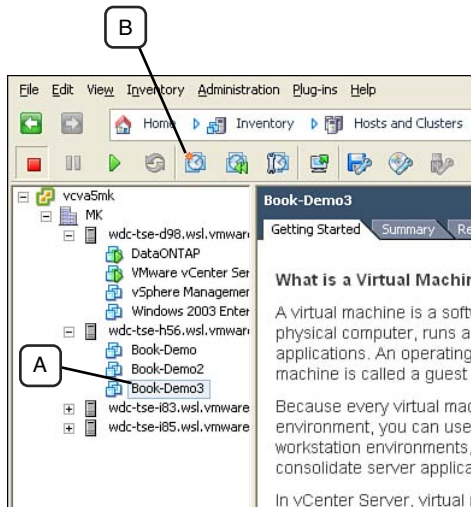 B
File Edit View Inventory Administration Plug-ins Help
Home Inventory Hosts and Clusters
vcva5mk
MK
wdc-tse-d98.wsl.vmware
DataONTAP
VMware vCenter Ser
vSphere Managemer
Windows 2003 Enter
wdc-tse-h56.wsl.vmware
Book-Demo
Book-Demo2
A
Book-Demo3
wdc-tse-i83.wsl.vmware
wdc-tse-i85.wsl.vmware
Book-Demo3
Getting Started Summary Re
What is a Virtual Machin
A virtual machine is a soft
physical computer, runs a
applications. An operating
machine is called a guest
Because every virtual mac
environment, you can use
workstation environments,
consolidate server applica
In vCenter Server, virtual